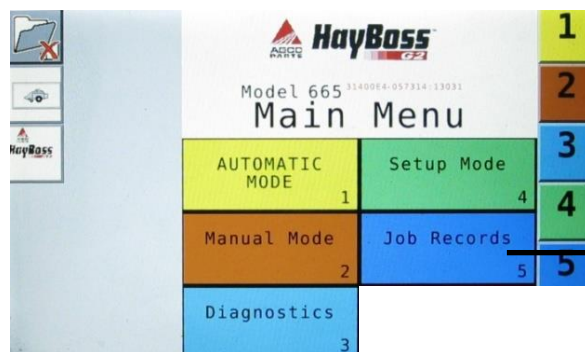 HayBoss
G2
AGCO
PARTS
Model 665 31400E4-057314:13031
Main Menu
AUTOMATIC
MODE
1
Setup Mode
4
Manual Mode
2
Job Records
5
Diagnostics
3
HayBoss
1
2
3
4
5